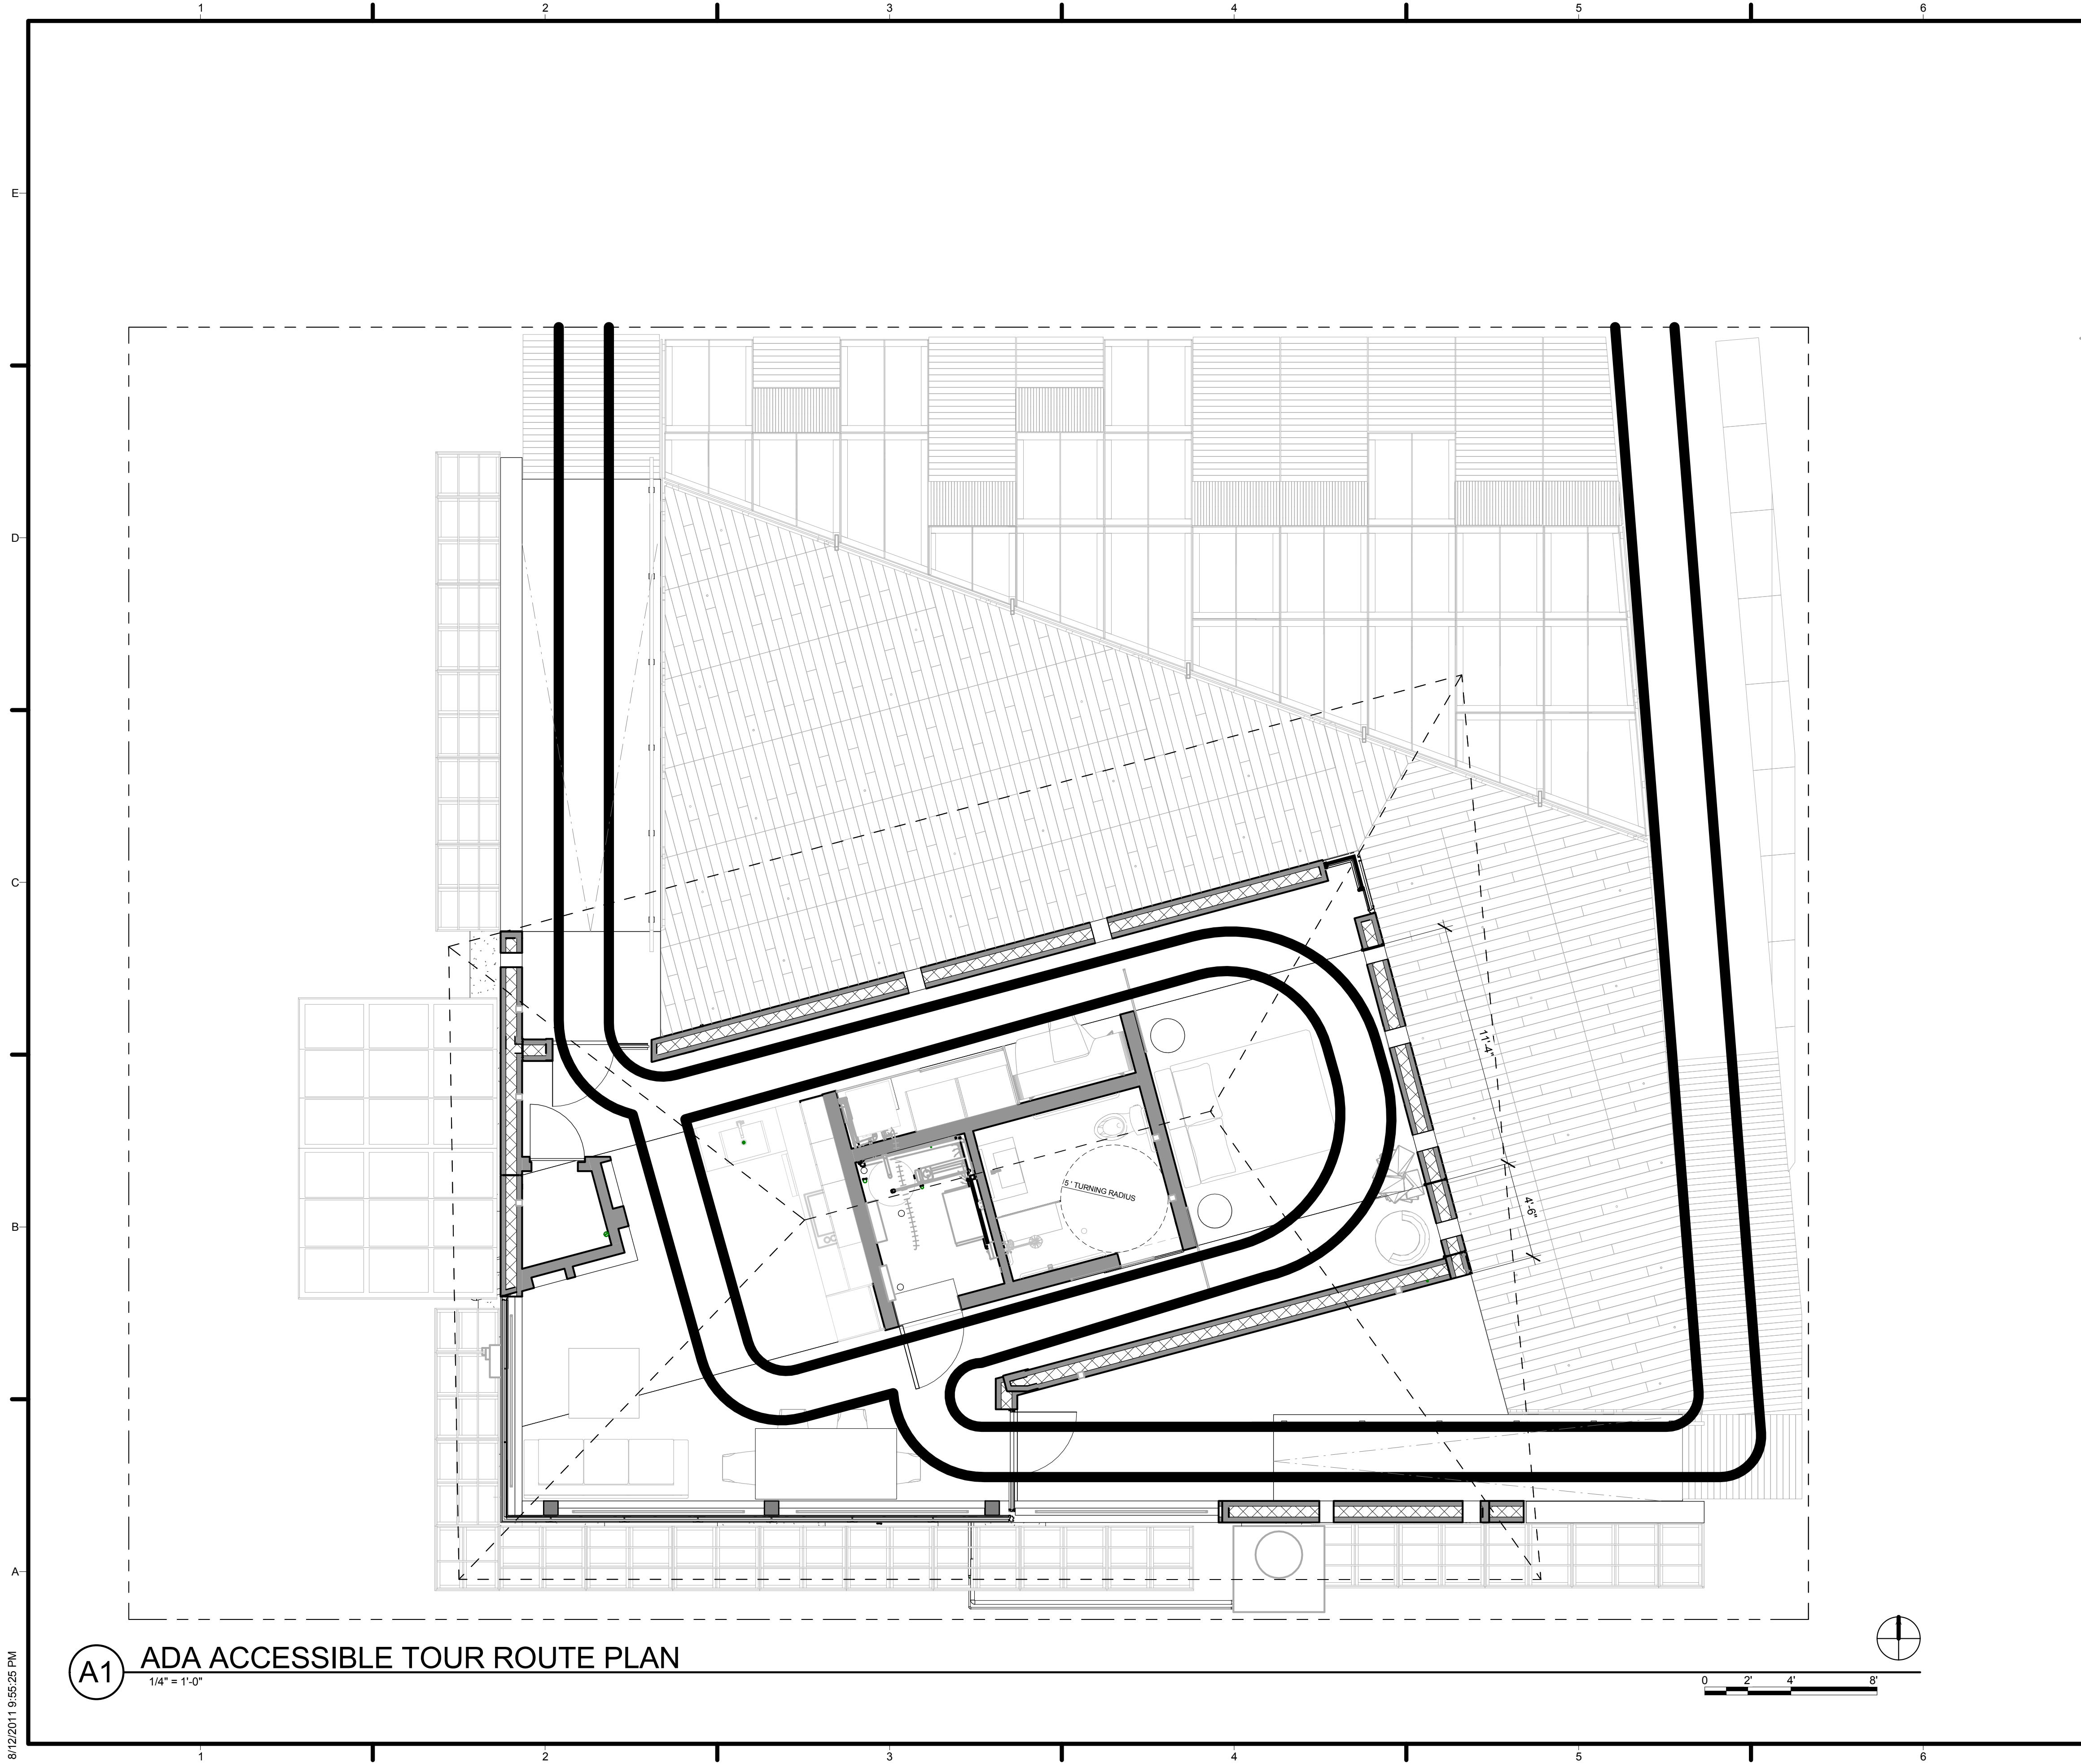 1 2 3 4 5 6
E
D
C
B
A
11'-4"
4'-6"
5' TURNING RADIUS
A1 ADA ACCESSIBLE TOUR ROUTE PLAN
1/4" = 1'-0"
0 2' 4' 8'
8/12/2011 9:55:25 PM
1 2 3 4 5 6